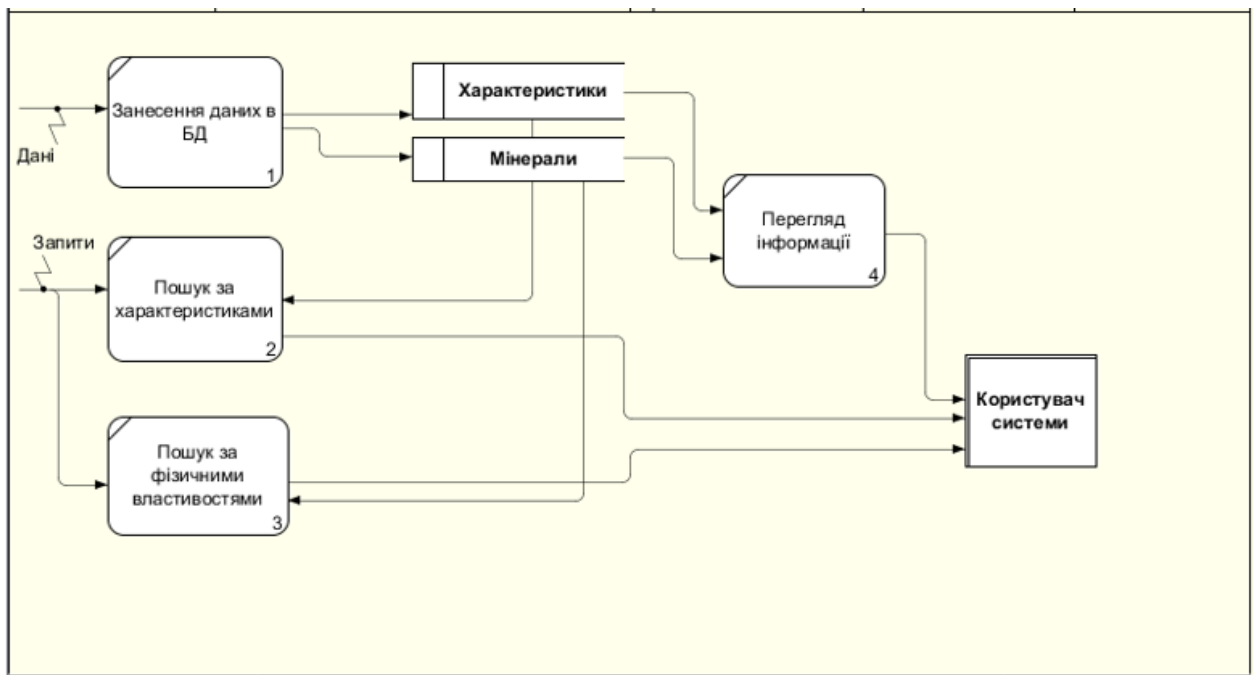 Дані
Занесення даних в
БД
1
Характеристики
Мінерали
Запити
Пошук за
характеристиками
2
Перегляд
інформації
4
Пошук за
фізичними
властивостями
3
Користувач
системи